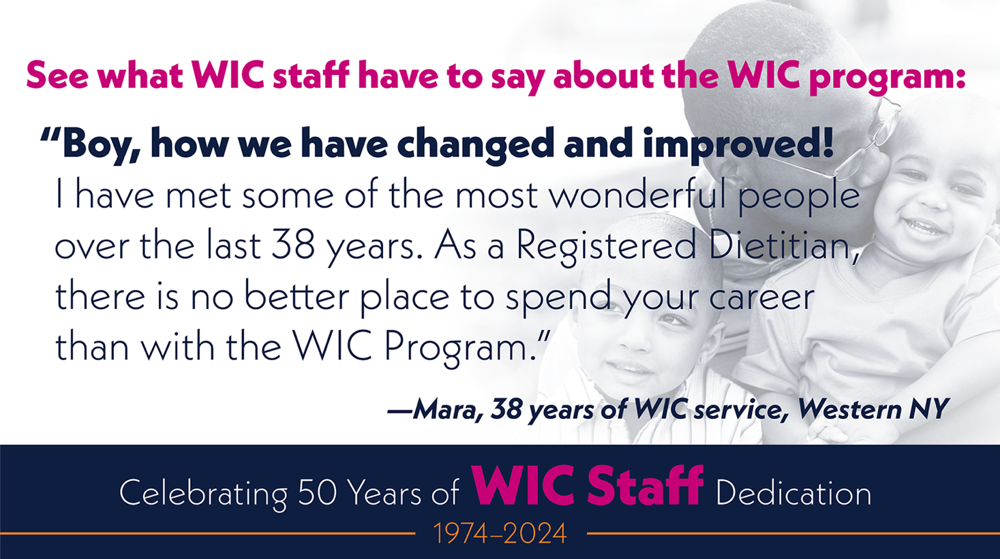 See what WIC staff have to say about the WIC program:
“Boy, how we have changed and improved!
I have met some of the most wonderful people
over the last 38 years. As a Registered Dietitian,
there is no better place to spend your career
than with the WIC Program.”
—Mara, 38 years of WIC service, Western NY
Celebrating 50 Years of WIC Staff Dedication
1974–2024